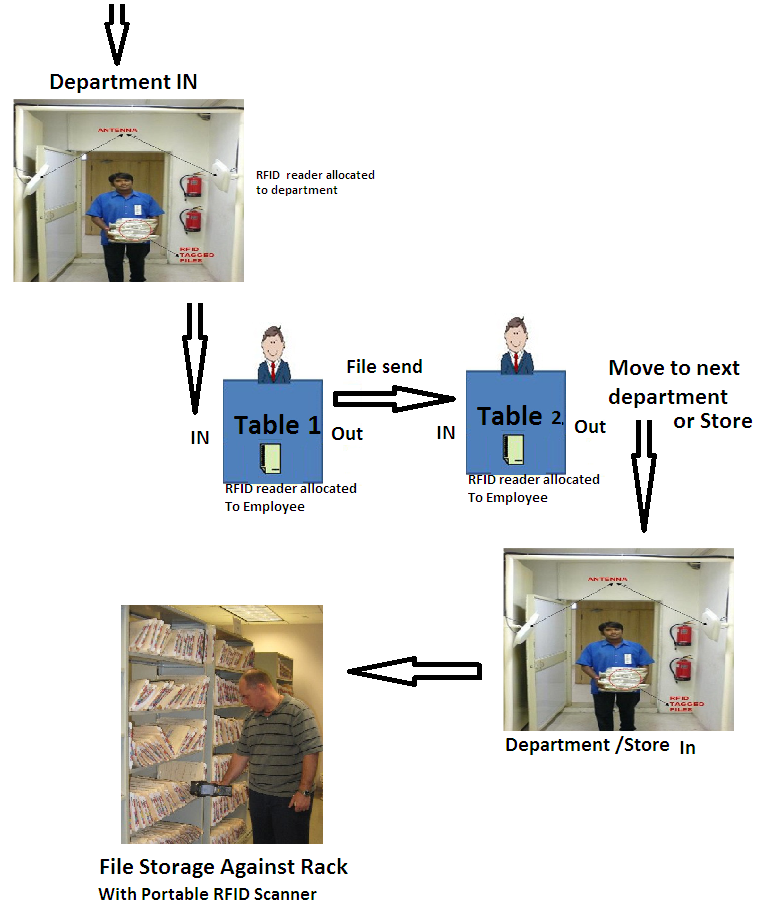 Department IN
ANTENNA
RFID reader allocated
to department
RFID
TAGGED
FILES
File send
Move to next
department
or Store
Table 1
Table 2,
IN
Out
IN
Out
RFID reader allocated
To Employee
RFID reader allocated
To Employee
ANTENNA
RFID
TAGGED
FILES
Department /Store In
File Storage Against Rack
With Portable RFID Scanner